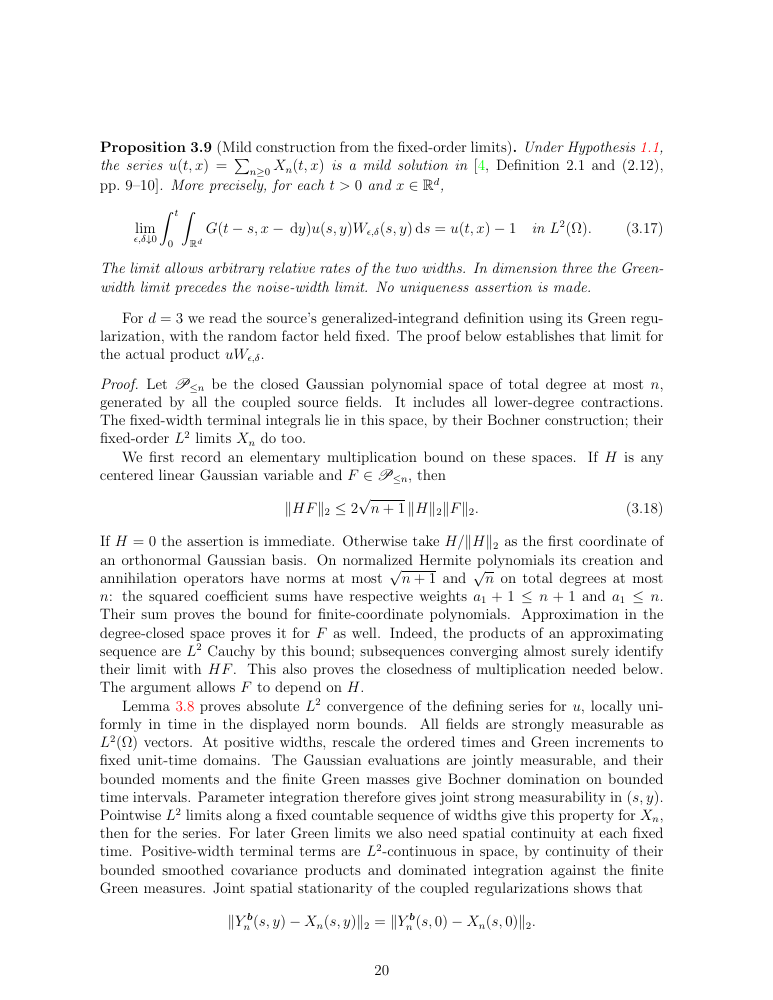 Proposition 3.9 (Mild construction from the fixed-order limits). Under Hypothesis 1.1,
the series u(t, x) = ∑_{n≥0} X_n(t, x) is a mild solution in [4, Definition 2.1 and (2.12),
pp. 9–10]. More precisely, for each t > 0 and x ∈ ℝ^d,
lim_{ϵ,δ↓0} ∫_0^t ∫_{ℝ^d} G(t − s, x − dy)u(s, y)W_{ϵ,δ}(s, y) ds = u(t, x) − 1 in L²(Ω). (3.17)
The limit allows arbitrary relative rates of the two widths. In dimension three the Green-
width limit precedes the noise-width limit. No uniqueness assertion is made.
For d = 3 we read the source's generalized-integrand definition using its Green regu-
larization, with the random factor held fixed. The proof below establishes that limit for
the actual product uW_{ϵ,δ}.
Proof. Let 𝒫_{≤n} be the closed Gaussian polynomial space of total degree at most n,
generated by all the coupled source fields. It includes all lower-degree contractions.
The fixed-width terminal integrals lie in this space, by their Bochner construction; their
fixed-order L² limits X_n do too.
We first record an elementary multiplication bound on these spaces. If H is any
centered linear Gaussian variable and F ∈ 𝒫_{≤n}, then
‖HF‖₂ ≤ 2√(n + 1) ‖H‖₂‖F‖₂. (3.18)
If H = 0 the assertion is immediate. Otherwise take H/‖H‖₂ as the first coordinate of
an orthonormal Gaussian basis. On normalized Hermite polynomials its creation and
annihilation operators have norms at most √(n + 1) and √n on total degrees at most
n: the squared coefficient sums have respective weights a₁ + 1 ≤ n + 1 and a₁ ≤ n.
Their sum proves the bound for finite-coordinate polynomials. Approximation in the
degree-closed space proves it for F as well. Indeed, the products of an approximating
sequence are L² Cauchy by this bound; subsequences converging almost surely identify
their limit with HF. This also proves the closedness of multiplication needed below.
The argument allows F to depend on H.
Lemma 3.8 proves absolute L² convergence of the defining series for u, locally uni-
formly in time in the displayed norm bounds. All fields are strongly measurable as
L²(Ω) vectors. At positive widths, rescale the ordered times and Green increments to
fixed unit-time domains. The Gaussian evaluations are jointly measurable, and their
bounded moments and the finite Green masses give Bochner domination on bounded
time intervals. Parameter integration therefore gives joint strong measurability in (s, y).
Pointwise L² limits along a fixed countable sequence of widths give this property for X_n,
then for the series. For later Green limits we also need spatial continuity at each fixed
time. Positive-width terminal terms are L²-continuous in space, by continuity of their
bounded smoothed covariance products and dominated integration against the finite
Green measures. Joint spatial stationarity of the coupled regularizations shows that
‖Y_n^𝒃(s, y) − X_n(s, y)‖₂ = ‖Y_n^𝒃(s, 0) − X_n(s, 0)‖₂.
20